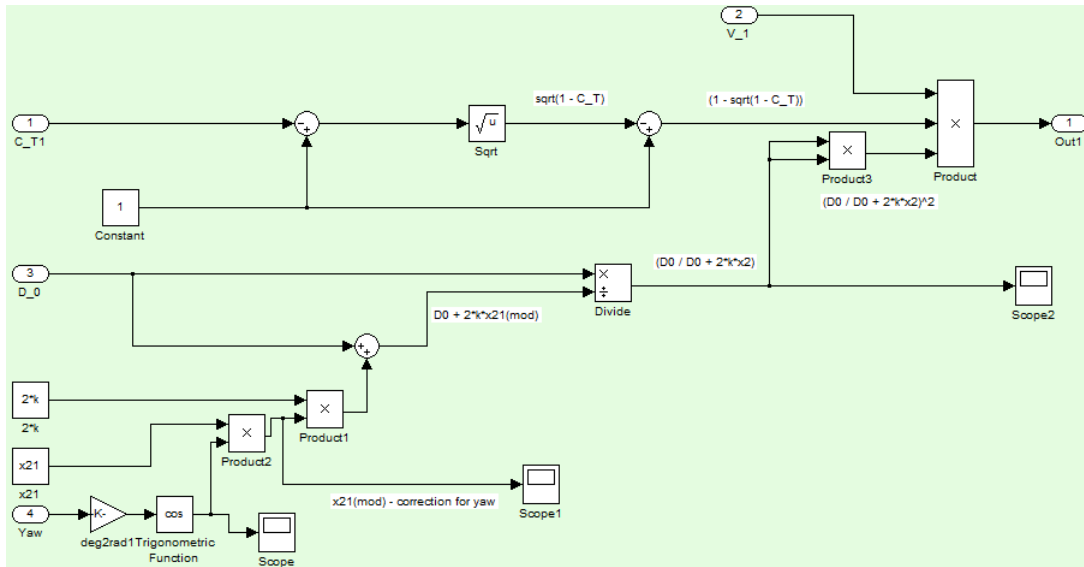 2
V_1
sqrt(1 - C_T)
(1 - sqrt(1 - C_T))
1
C_T1
- +
√u
Sqrt
- +
×
Product3
×
Product
1
Out1
1
Constant
(D0 / D0 + 2*k*x2)^2
3
D_0
× ÷
Divide
(D0 / D0 + 2*k*x2)
Scope2
D0 + 2*k*x21(mod)
+ +
2*k
2*k
×
Product1
×
Product2
x21
x21
x21(mod) - correction for yaw
Scope1
4
Yaw
K-
deg2rad1
cos
Trigonometric
Function
Scope